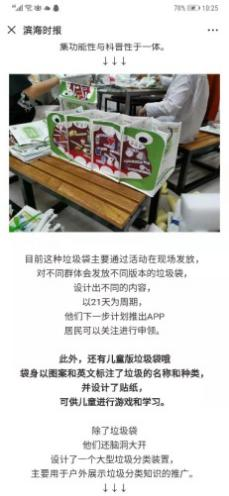 78% 10:25
滨海时报
集功能性与科普性于一体。
↓↓↓
目前这种垃圾袋主要通过活动在现场发放，
对不同群体会发放不同版本的垃圾袋，
设计出不同的内容，
以21天为周期，
他们下一步计划推出APP
居民可以关注进行申领。
此外，还有儿童版垃圾袋哦
袋身以图案和英文标注了垃圾的名称和种类，
并设计了贴纸，
可供儿童进行游戏和学习。
除了垃圾袋
他们还脑洞大开
设计了一个大型垃圾分类装置，
主要用于户外展示垃圾分类知识的推广。
↓↓↓